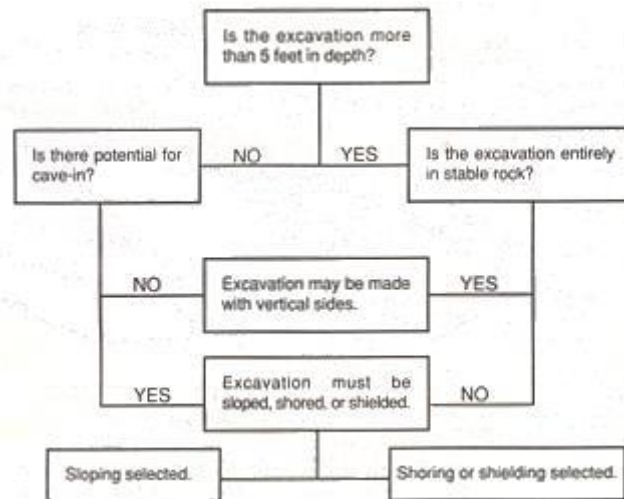 Is the excavation more
than 5 feet in depth?
NO
YES
Is there potential for
cave-in?
Is the excavation entirely
in stable rock?
NO
Excavation may be made
with vertical sides.
YES
YES
Excavation must be
sloped, shored, or shielded.
NO
Sloping selected.
Shoring or shielding selected.